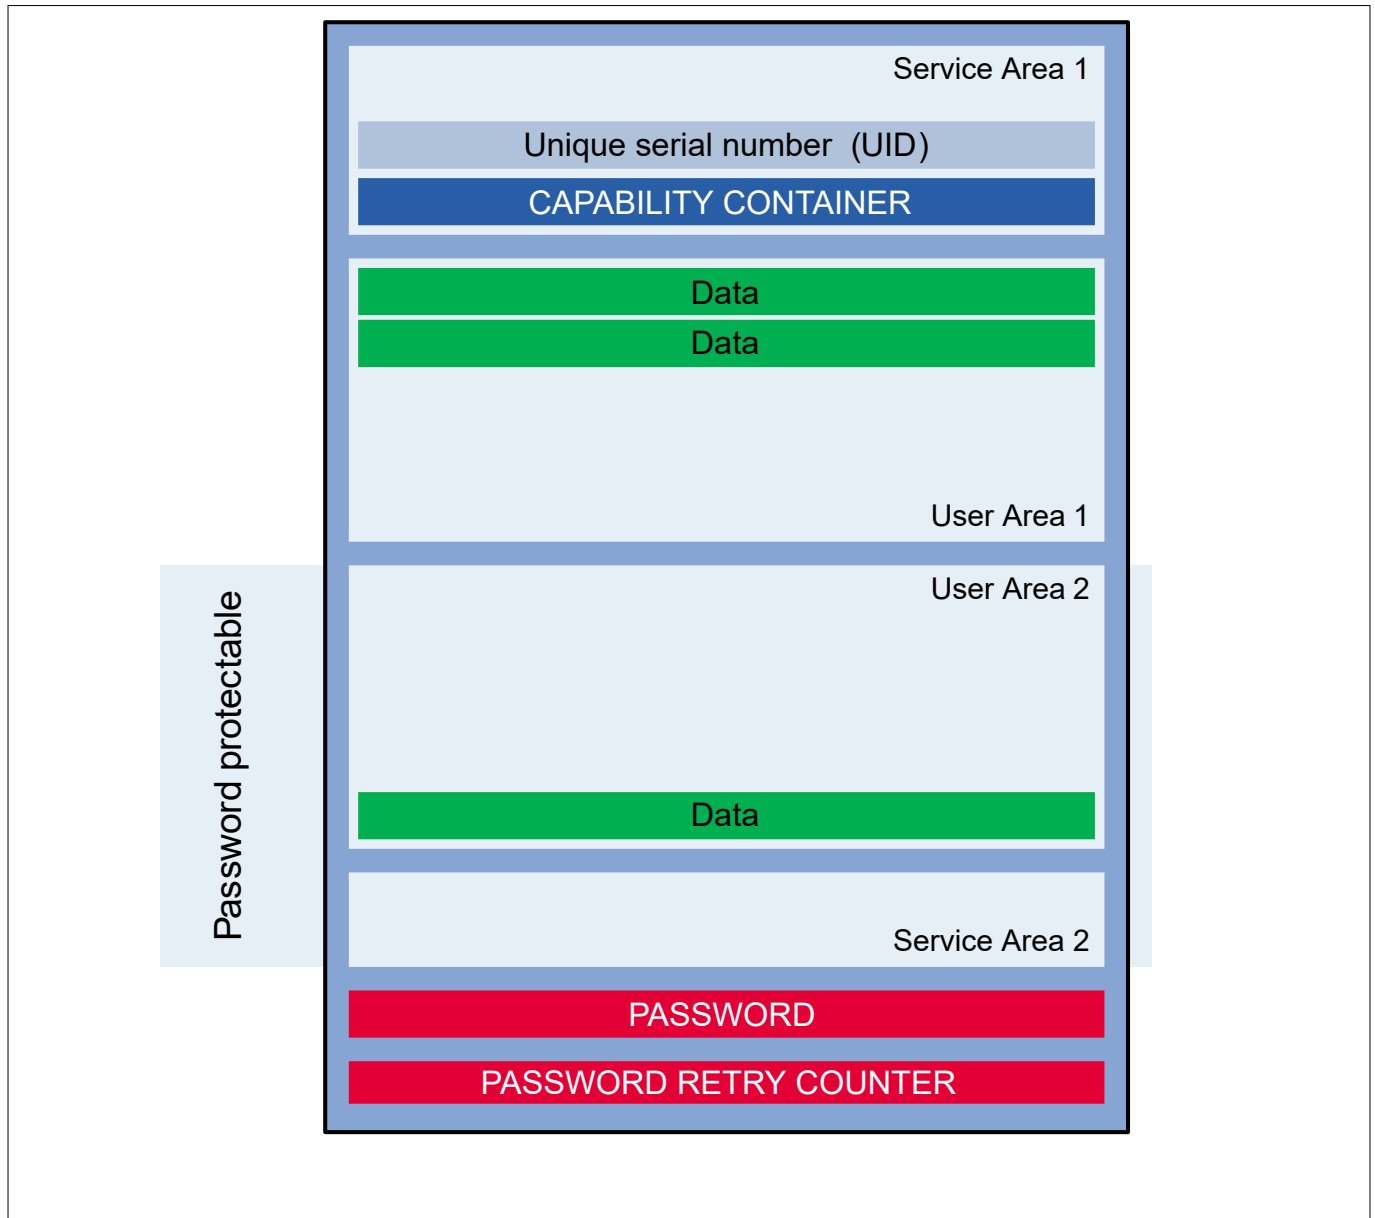 Service Area 1
Unique serial number (UID)
CAPABILITY CONTAINER
Data
Data
User Area 1
User Area 2
Password protectable
Data
Service Area 2
PASSWORD
PASSWORD RETRY COUNTER